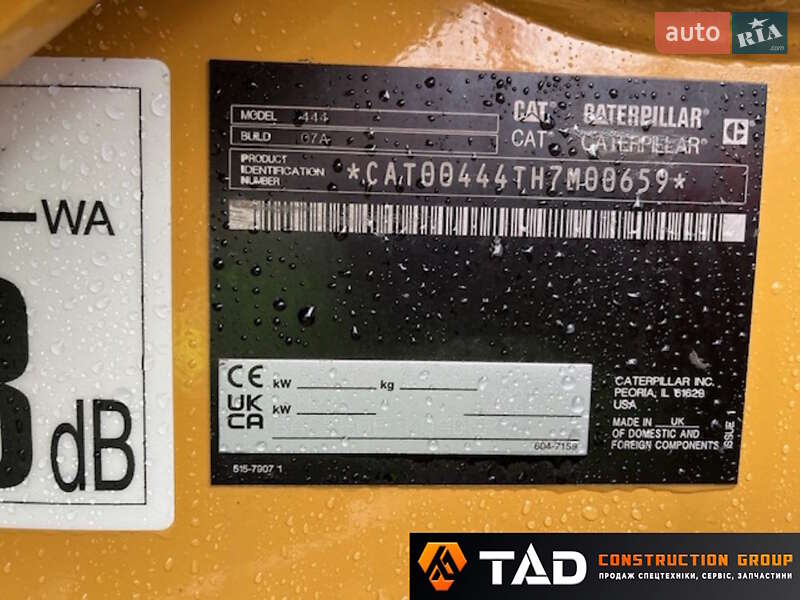 auto RIA .com
WA
dB
MODEL 444
BUILD 07A
CAT. CATERPILLAR®
CAT. CATERPILLAR®
PRODUCT
IDENTIFICATION
NUMBER
*CAT00444TH7M00659*
CE kW kg
UK
CA kW
604-7158
515-7907 1
CATERPILLAR INC.
PEORIA, IL 61629
USA
MADE IN UK
OF DOMESTIC AND
FOREIGN COMPONENTS
ISSUE 1
TAD CONSTRUCTION GROUP
ПРОДАЖ СПЕЦТЕХНІКИ, СЕРВІС, ЗАПЧАСТИНИ